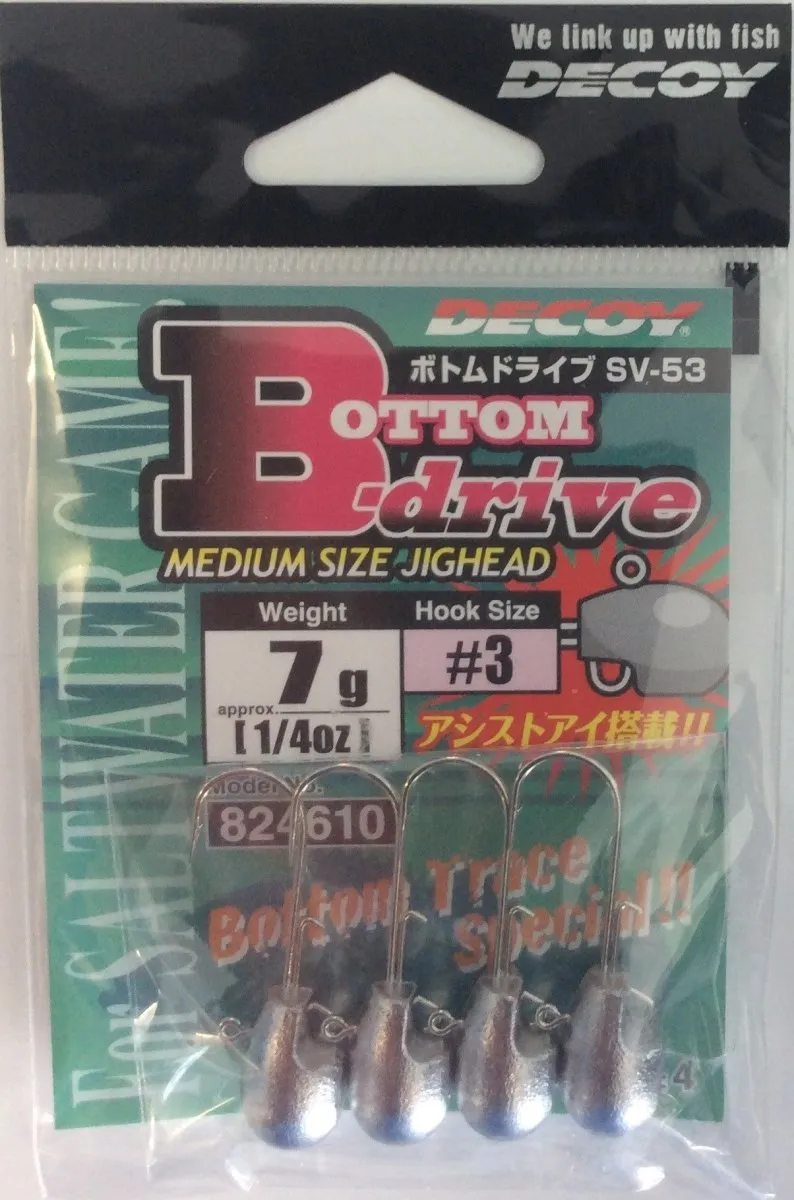 We link up with fish
DECOY
DECOY®
ボトムドライブ SV-53
BOTTOM
drive
MEDIUM SIZE JIGHEAD
Weight
Hook Size
7g
#3
approx.
[1/4oz
アシストアイ搭載!!
Model No.
824610
Bottom Trace
Special!!
For SALTWATER GAME!
4